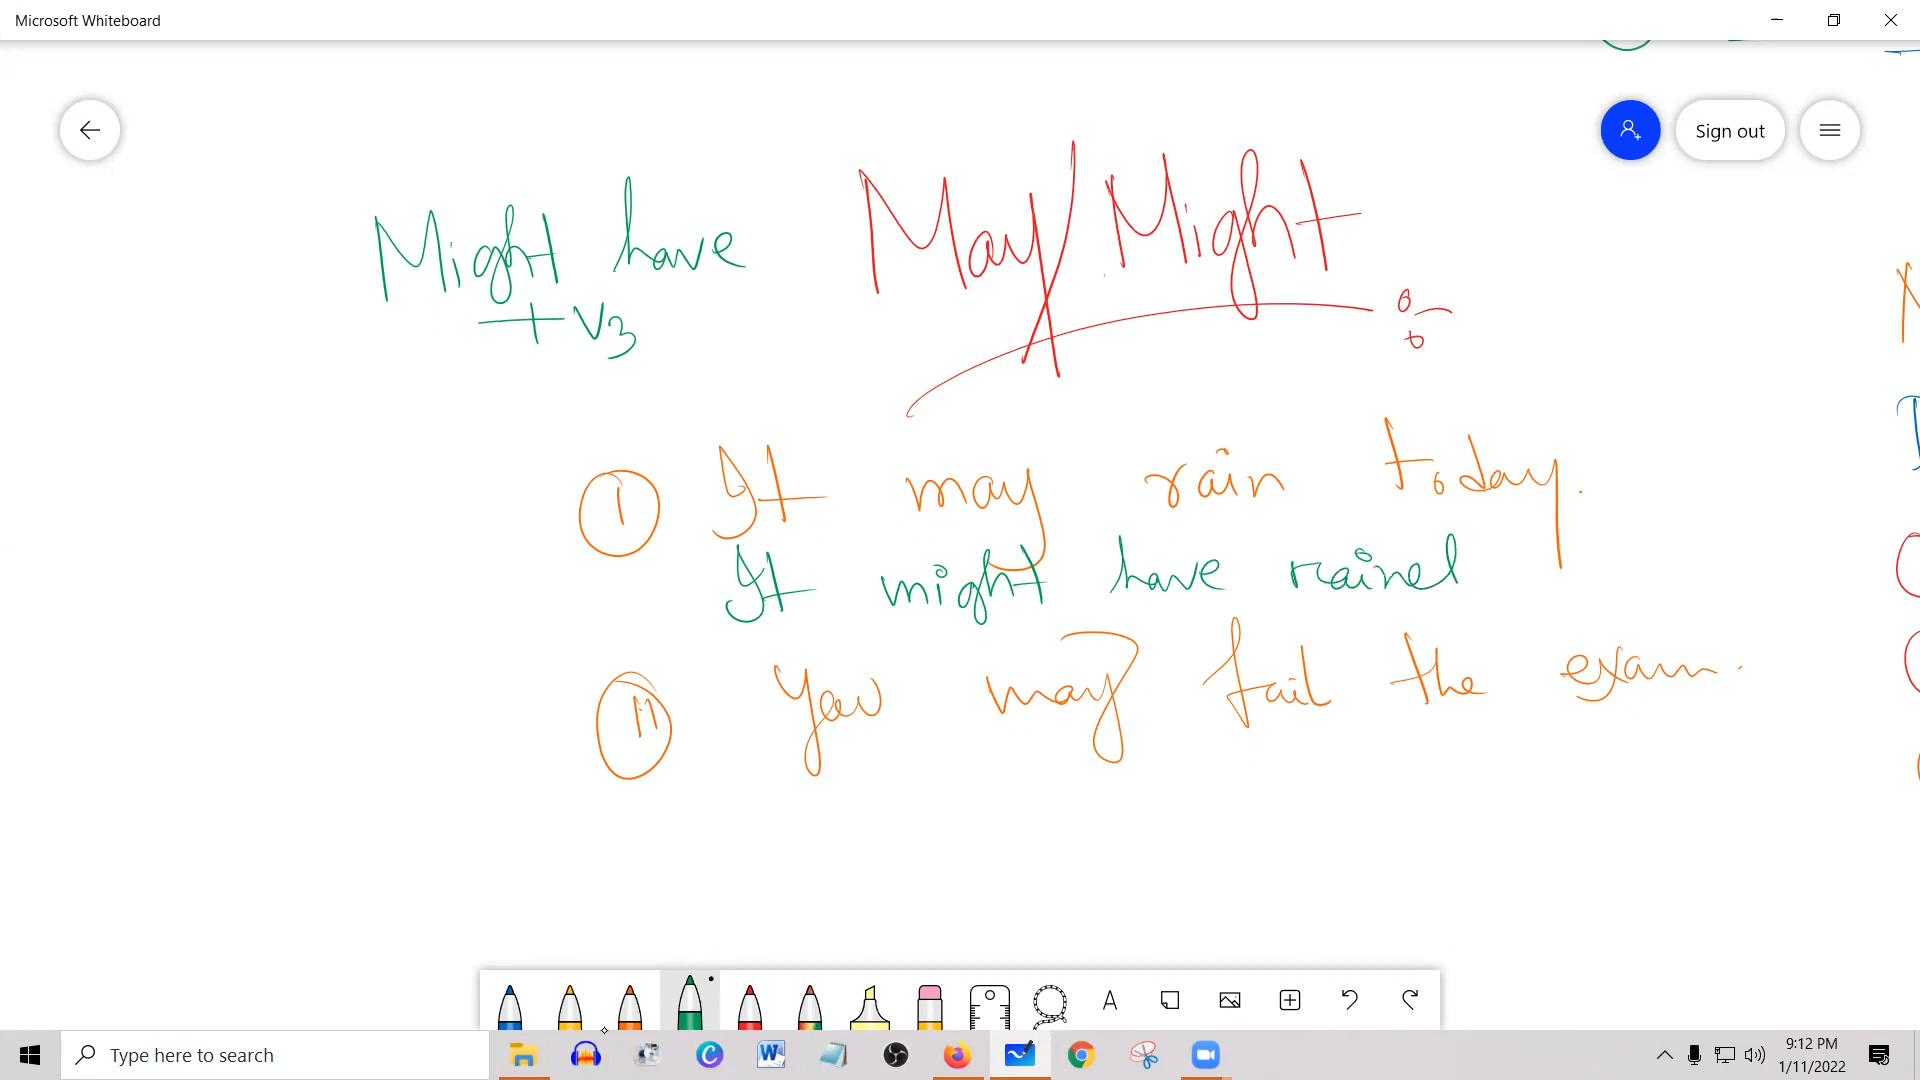 Microsoft Whiteboard
Sign out
May/Might :-
Might have
+ V3
① It may rain today.
It might have rained
⑪ You may fail the exam.
A
Type here to search
9:12 PM
1/11/2022